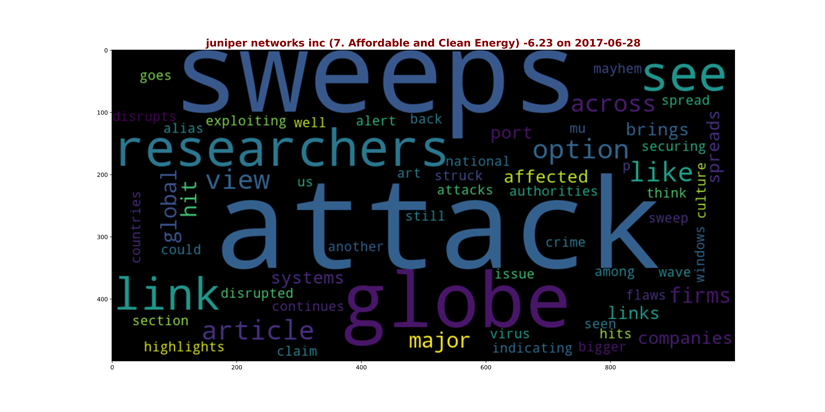 juniper networks inc (7. Affordable and Clean Energy) -6.23 on 2017-06-28
0
100
200
300
400
0
200
400
600
800
sweeps
goes
mayhem
see
spread
across
disrupts
exploiting
well
alert
back
alias
port
mu
brings
spreads
researchers
option
securing
national
p
like
view
art
struck
affected
us
attacks
authorities
think
culture
global
hit
countries
attack
still
sweep
could
another
crime
windows
systems
issue
among
wave
link
disrupted
continues
globe
flaws
firms
links
section
article
seen
major
virus
hits
companies
highlights
claim
indicating
bigger